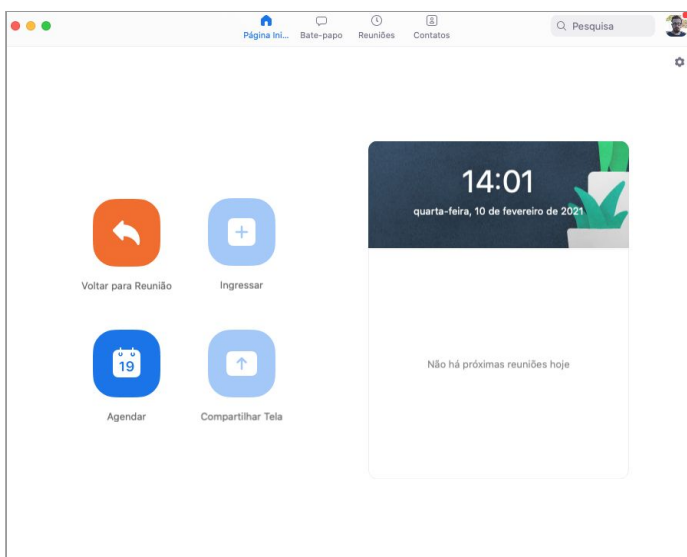 Página Ini...
Bate-papo
Reuniões
Contatos
Pesquisa
14:01
quarta-feira, 10 de fevereiro de 2021
Voltar para Reunião
Ingressar
19
Não há próximas reuniões hoje
Agendar
Compartilhar Tela